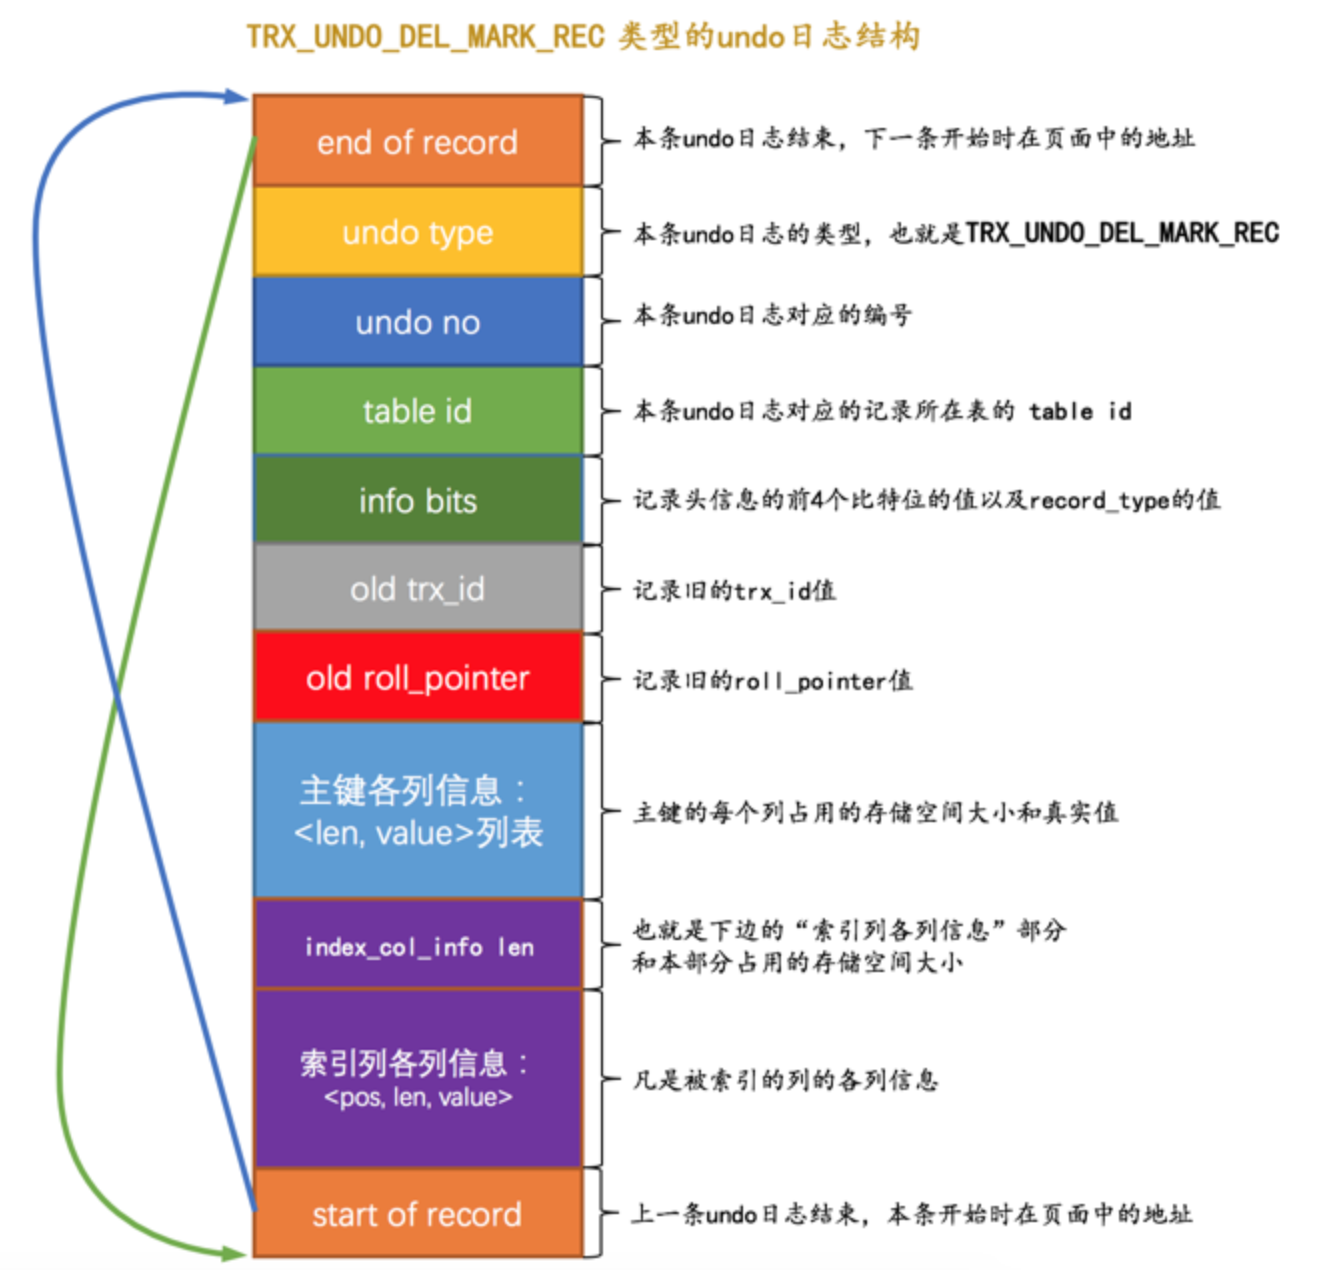 TRX_UNDO_DEL_MARK_REC 类型的undo日志结构
end of record
本条undo日志结束，下一条开始时在页面中的地址
undo type
本条undo日志的类型，也就是TRX_UNDO_DEL_MARK_REC
undo no
本条undo日志对应的编号
table id
本条undo日志对应的记录所在表的 table id
info bits
记录头信息的前4个比特位的值以及record_type的值
old trx_id
记录旧的trx_id值
old roll_pointer
记录旧的roll_pointer值
主键各列信息：
<len, value>列表
主键的每个列占用的存储空间大小和真实值
index_col_info len
也就是下边的“索引列各列信息”部分
和本部分占用的存储空间大小
索引列各列信息：
<pos, len, value>
凡是被索引的列的各列信息
start of record
上一条undo日志结束，本条开始时在页面中的地址